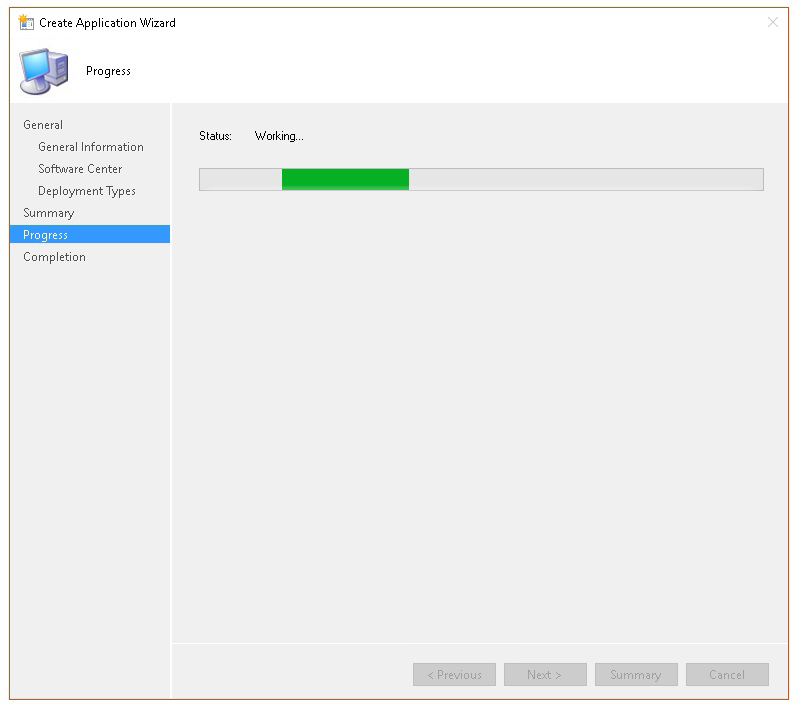 Create Application Wizard
Progress
General
General Information
Software Center
Deployment Types
Summary
Progress
Completion
Status: Working...
< Previous Next > Summary Cancel